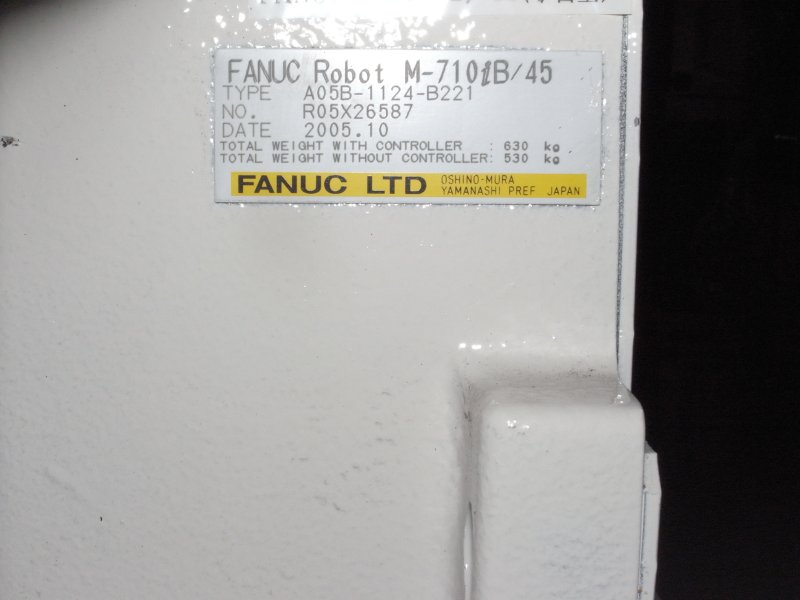 FANUC Robot M-710iB/45
TYPE A05B-1124-B221
NO. R05X26587
DATE 2005.10
TOTAL WEIGHT WITH CONTROLLER : 630 kg
TOTAL WEIGHT WITHOUT CONTROLLER: 530 kg
FANUC LTD OSHINO-MURA
YAMANASHI PREF JAPAN